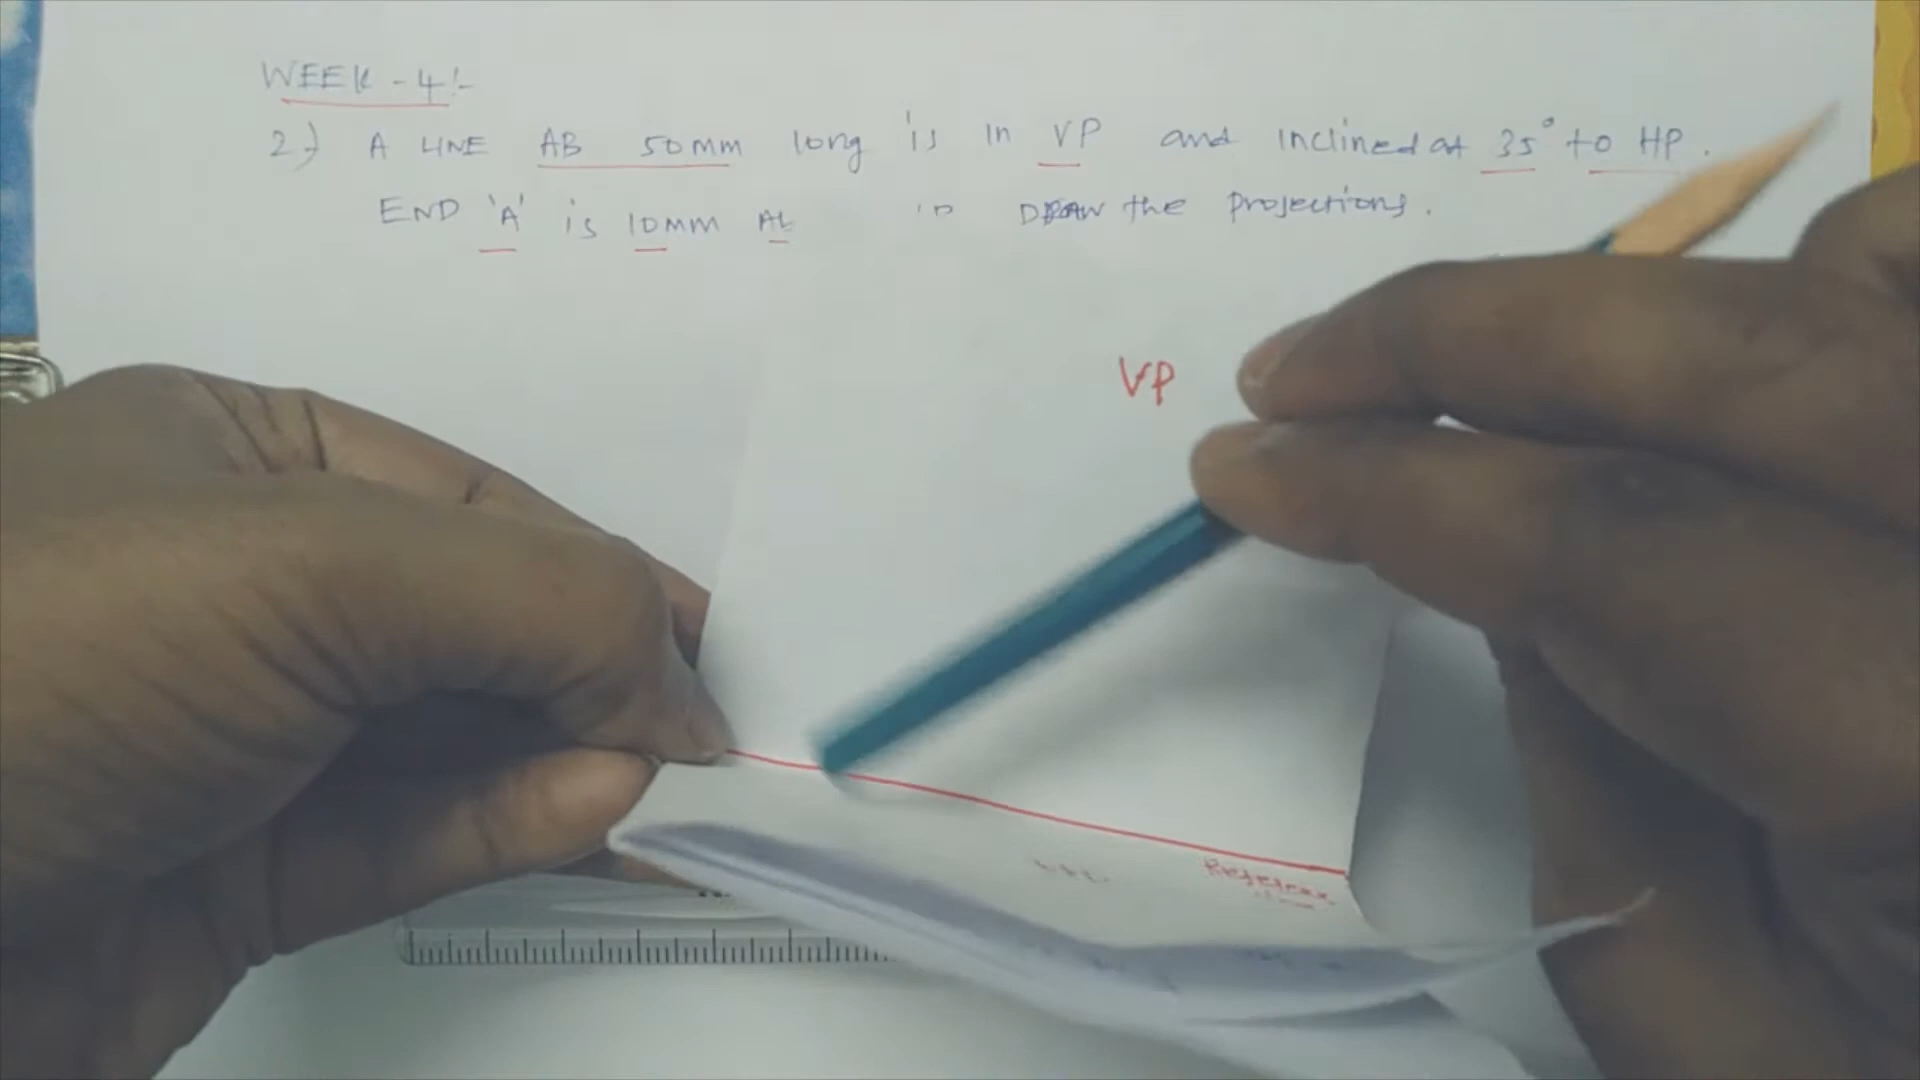 WEEK-4:-
2) A LINE AB 50mm long is in VP and inclined at 35° to HP.
END 'A' is 10mm DRAW the projections.
VP